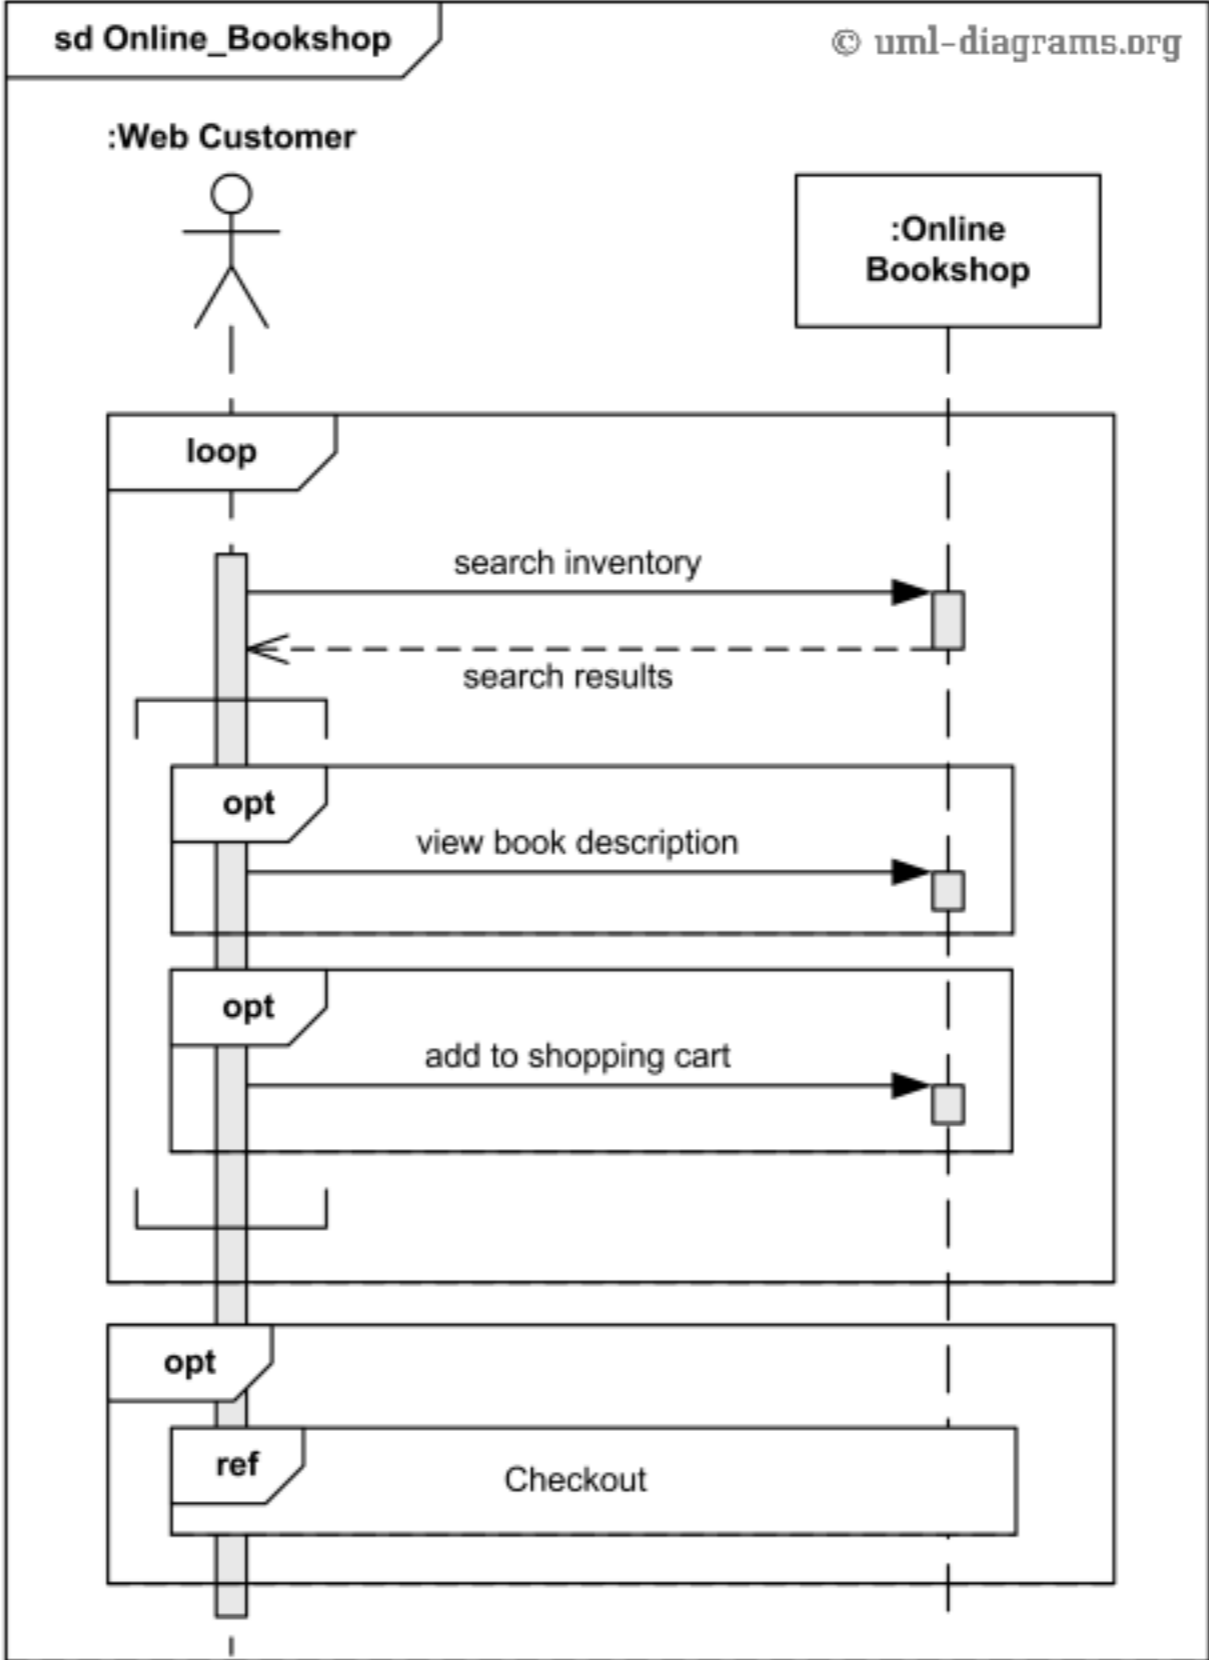 sd Online_Bookshop
© uml-diagrams.org
:Web Customer
:Online
Bookshop
loop
search inventory
search results
opt
view book description
opt
add to shopping cart
opt
ref
Checkout